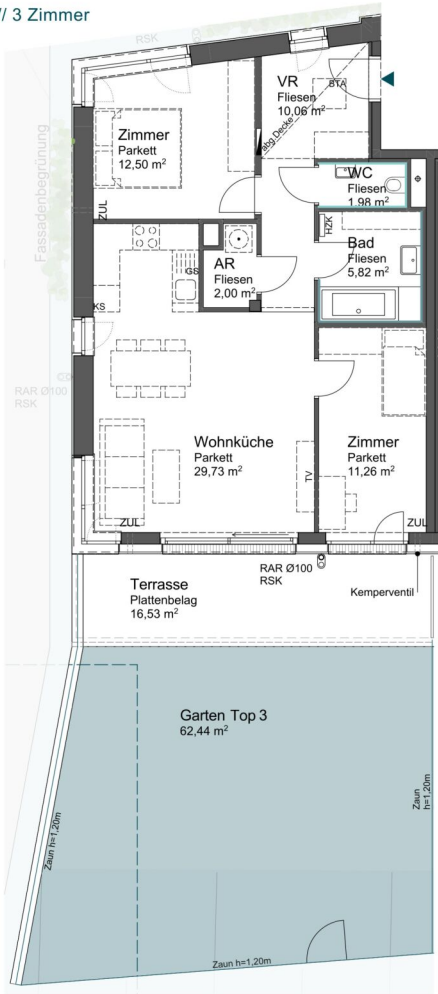 // 3 Zimmer
RSK
VR
Fliesen
10,06 m²
STA
abg.Decke
Zimmer
Parkett
12,50 m²
Fassadenbegrünung
ZUL
WC
Fliesen
1,98 m²
HZK
Bad
Fliesen
5,82 m²
AR
Fliesen
2,00 m²
GS
KS
RAR Ø100
RSK
Wohnküche
Parkett
29,73 m²
TV
Zimmer
Parkett
11,26 m²
ZUL
ZUL
RAR Ø100
RSK
Kemperventil
Terrasse
Plattenbelag
16,53 m²
Garten Top 3
62,44 m²
Zaun
h=1,20m
Zaun h=1,20m
Zaun h=1,20m